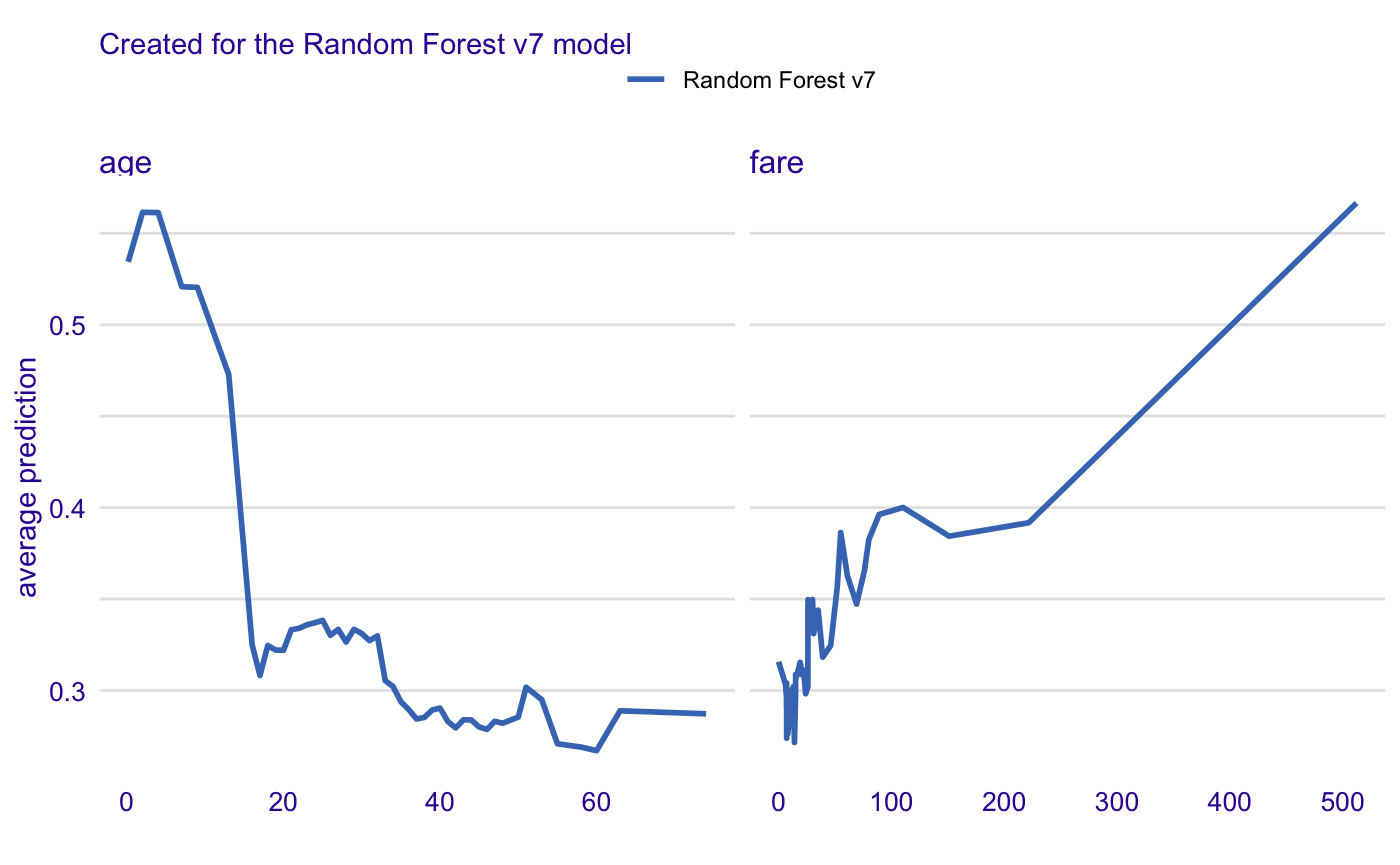 Created for the Random Forest v7 model
Random Forest v7
age
fare
average prediction
0.5
0.4
0.3
0 20 40 60
0 100 200 300 400 500